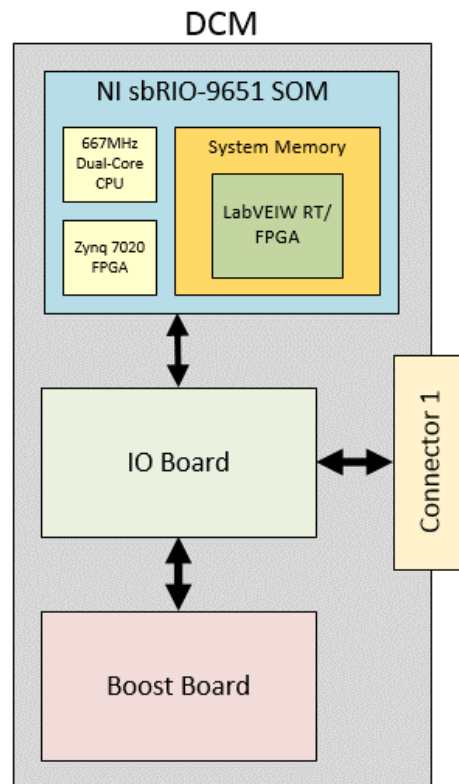 DCM
NI sbRIO-9651 SOM
667MHz
Dual-Core
CPU
System Memory
LabVEIW RT/
FPGA
Zynq 7020
FPGA
IO Board
Connector 1
Boost Board